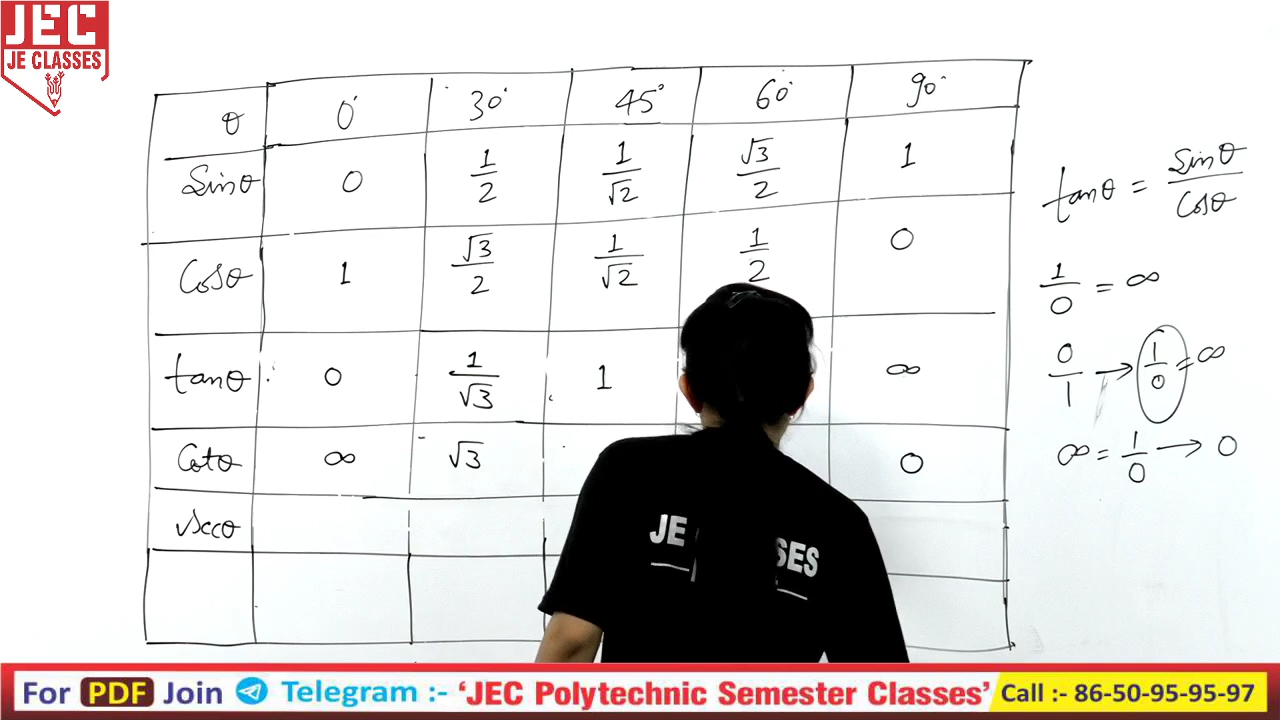 JEC
JE CLASSES
θ 0° 30° 45° 60° 90°
Sinθ 0 1/2 1/√2 √3/2 1
Cosθ 1 √3/2 1/√2 1/2 0
tanθ 0 1/√3 1 ∞
Cotθ ∞ √3 0
Secθ
tanθ = Sinθ/Cosθ
1/0 = ∞
0/1 → 1/0 = ∞
∞ = 1/0 → 0
JE SES
For PDF Join Telegram :- 'JEC Polytechnic Semester Classes' Call :- 86-50-95-95-97